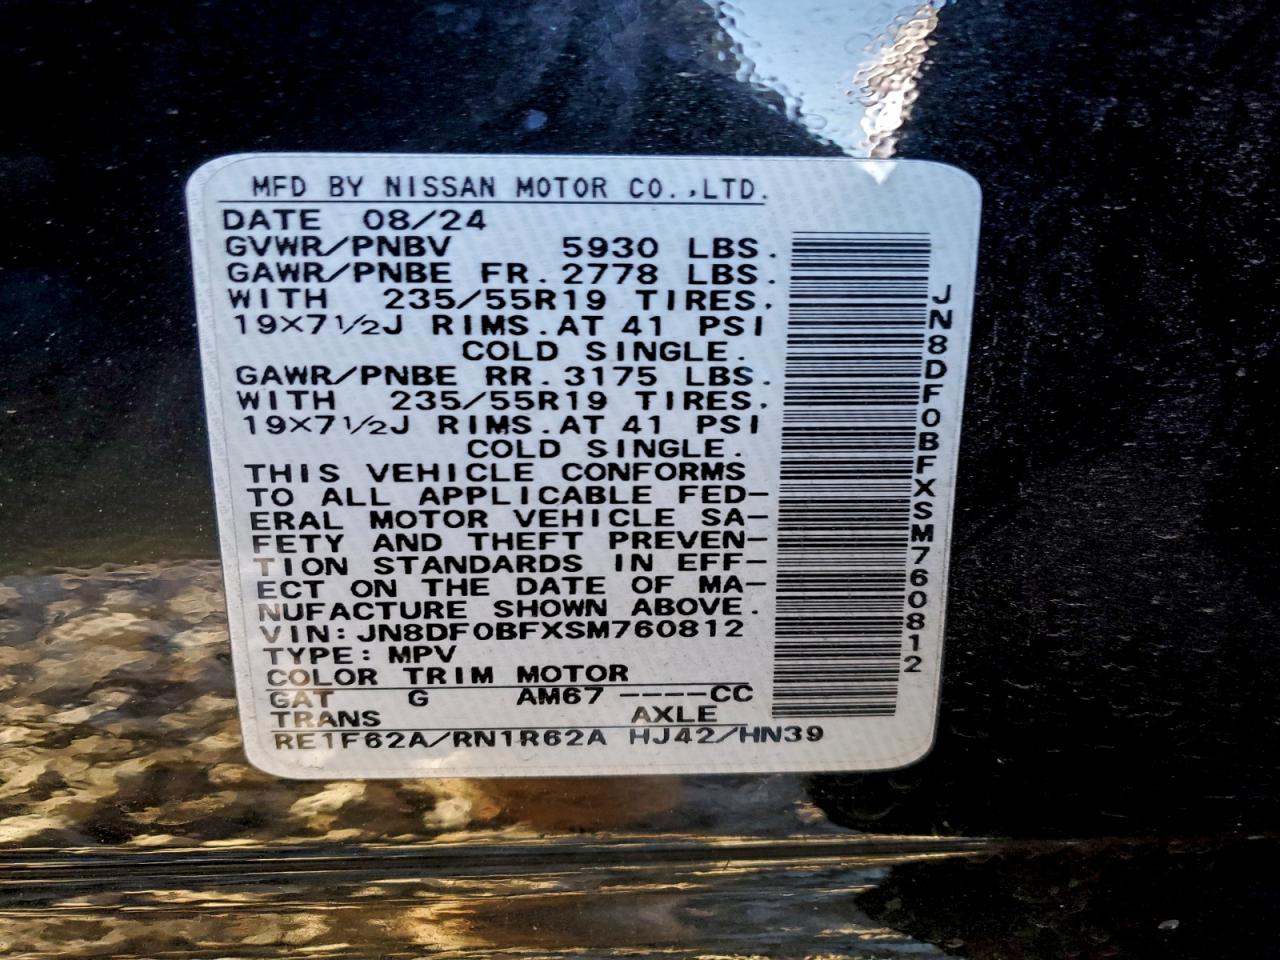 MFD BY NISSAN MOTOR CO.,LTD.
DATE 08/24
GVWR/PNBV 5930 LBS.
GAWR/PNBE FR. 2778 LBS.
WITH 235/55R19 TIRES.
19×7½J RIMS. AT 41 PSI
COLD SINGLE.
GAWR/PNBE RR. 3175 LBS.
WITH 235/55R19 TIRES.
19×7½J RIMS. AT 41 PSI
COLD SINGLE.
THIS VEHICLE CONFORMS
TO ALL APPLICABLE FED-
ERAL MOTOR VEHICLE SA-
FETY AND THEFT PREVEN-
TION STANDARDS IN EFF-
ECT ON THE DATE OF MA-
NUFACTURE SHOWN ABOVE.
VIN: JN8DF0BFXSM760812
TYPE: MPV
COLOR TRIM MOTOR
GAT G AM67 ----CC
TRANS AXLE
RE1F62A/RN1R62A HJ42/HN39
JN8DF0BFXSM760812